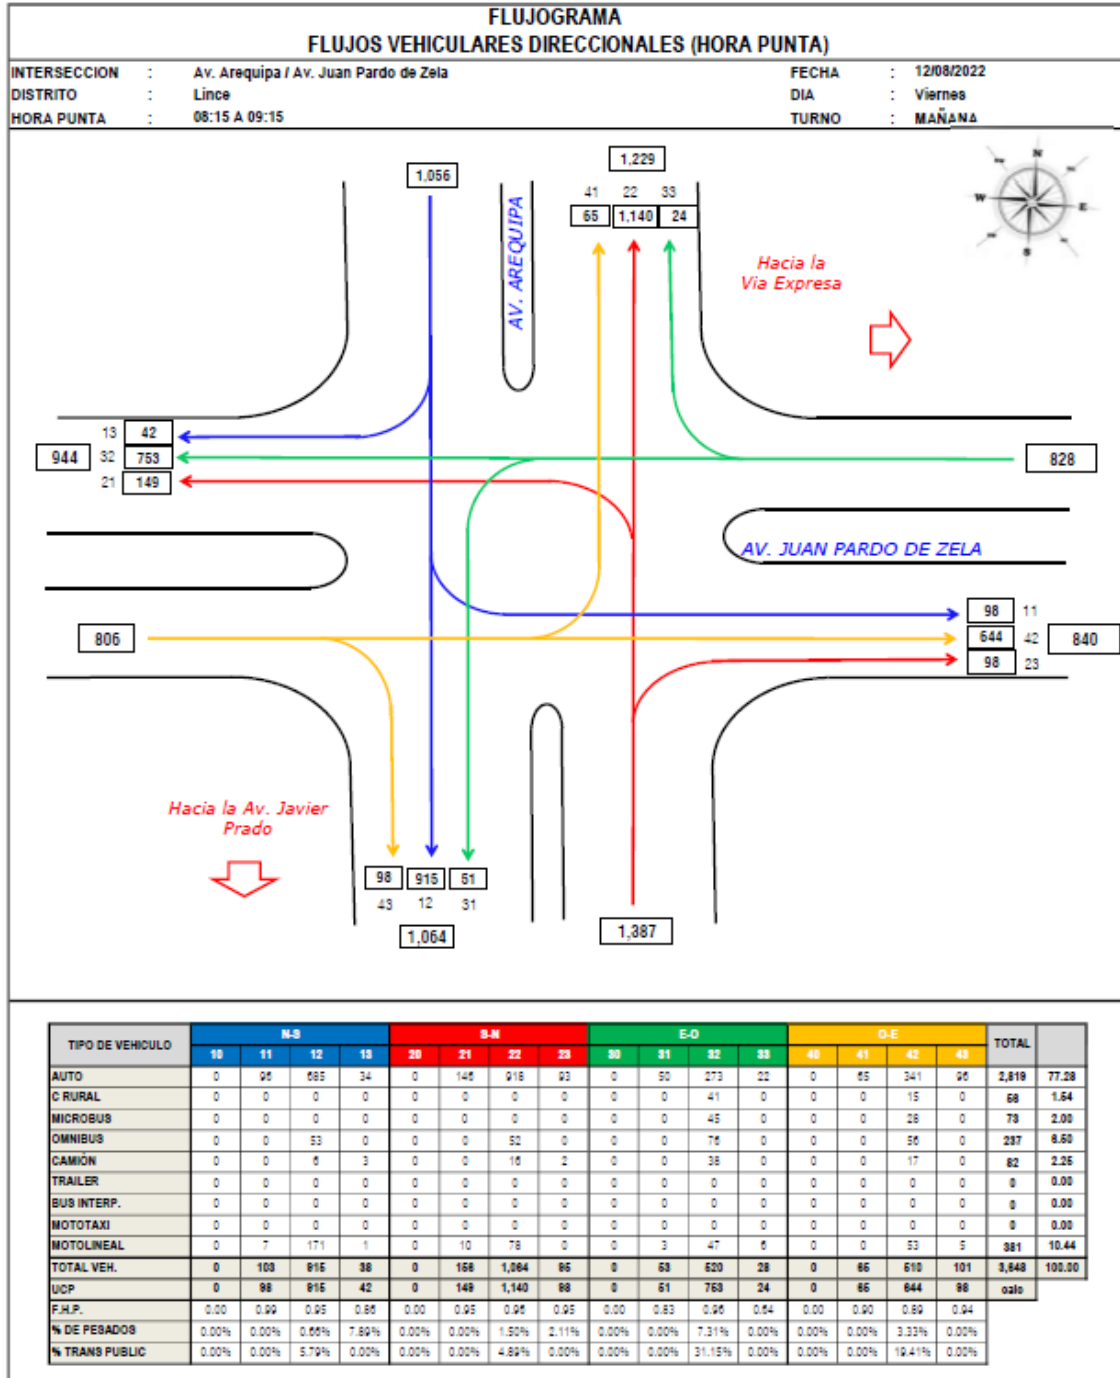 FLUJOGRAMA
FLUJOS VEHICULARES DIRECCIONALES (HORA PUNTA)
INTERSECCION : Av. Arequipa / Av. Juan Pardo de Zela FECHA : 12/08/2022
DISTRITO : Lince DIA : Viernes
HORA PUNTA : 08:15 A 09:15 TURNO : MAÑANA
1,056
1,229
41 22 33
65 1,140 24
N
W E
S
AV. AREQUIPA
Hacia la
Via Expresa
13 42
944 32 753
21 149
828
AV. JUAN PARDO DE ZELA
806
98 11
644 42 840
98 23
Hacia la Av. Javier
Prado
98 915 51
43 12 31
1,064
1,387
TIPO DE VEHICULO N-S S-N E-O O-E TOTAL
10 11 12 13 20 21 22 23 30 31 32 33 40 41 42 43
AUTO 0 96 685 34 0 146 918 93 0 50 273 22 0 65 341 96 2,819 77.28
C RURAL 0 0 0 0 0 0 0 0 0 0 41 0 0 0 15 0 56 1.54
MICROBUS 0 0 0 0 0 0 0 0 0 0 45 0 0 0 28 0 73 2.00
OMNIBUS 0 0 53 0 0 0 52 0 0 0 76 0 0 0 56 0 237 6.50
CAMIÓN 0 0 6 3 0 0 16 2 0 0 38 0 0 0 17 0 82 2.25
TRAILER 0 0 0 0 0 0 0 0 0 0 0 0 0 0 0 0 0 0.00
BUS INTERP. 0 0 0 0 0 0 0 0 0 0 0 0 0 0 0 0 0 0.00
MOTOTAXI 0 0 0 0 0 0 0 0 0 0 0 0 0 0 0 0 0 0.00
MOTOLINEAL 0 7 171 1 0 10 78 0 0 3 47 6 0 0 53 5 381 10.44
TOTAL VEH. 0 103 915 38 0 156 1,064 95 0 53 520 28 0 65 510 101 3,648 100.00
UCP 0 98 915 42 0 149 1,140 98 0 51 753 24 0 65 644 98 oalo
F.H.P. 0.00 0.99 0.95 0.86 0.00 0.95 0.96 0.95 0.00 0.83 0.96 0.64 0.00 0.90 0.89 0.94
% DE PESADOS 0.00% 0.00% 0.66% 7.89% 0.00% 0.00% 1.50% 2.11% 0.00% 0.00% 7.31% 0.00% 0.00% 0.00% 3.33% 0.00%
% TRANS PUBLIC 0.00% 0.00% 5.79% 0.00% 0.00% 0.00% 4.89% 0.00% 0.00% 0.00% 31.15% 0.00% 0.00% 0.00% 19.41% 0.00%